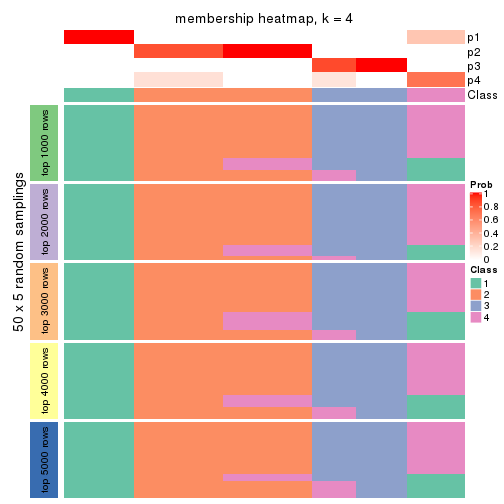 membership heatmap, k = 4
p1
p2
p3
p4
Class
50 x 5 random samplings
top 1000 rows
top 2000 rows
top 3000 rows
top 4000 rows
top 5000 rows
Prob
1
0.8
0.6
0.4
0.2
0
Class
1
2
3
4